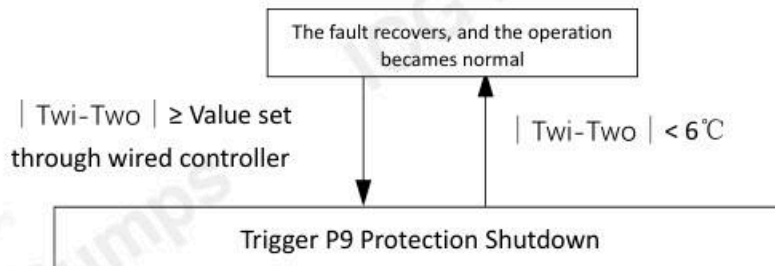 The fault recovers, and the operation
becames normal
| Twi-Two | ≥ Value set
through wired controller
| Twi-Two | < 6℃
Trigger P9 Protection Shutdown
umps